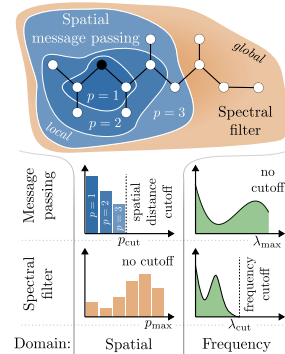 Spatial
message passing
global
p = 1
p = 2
p = 3
local
Spectral
filter
Message
passing
p = 1
p = 2
p = 3
spatial
distance
cutoff
p_cut
no
cutoff
λ_max
Spectral
filter
no cutoff
p_max
frequency
cutoff
λ_cut
Domain: Spatial Frequency